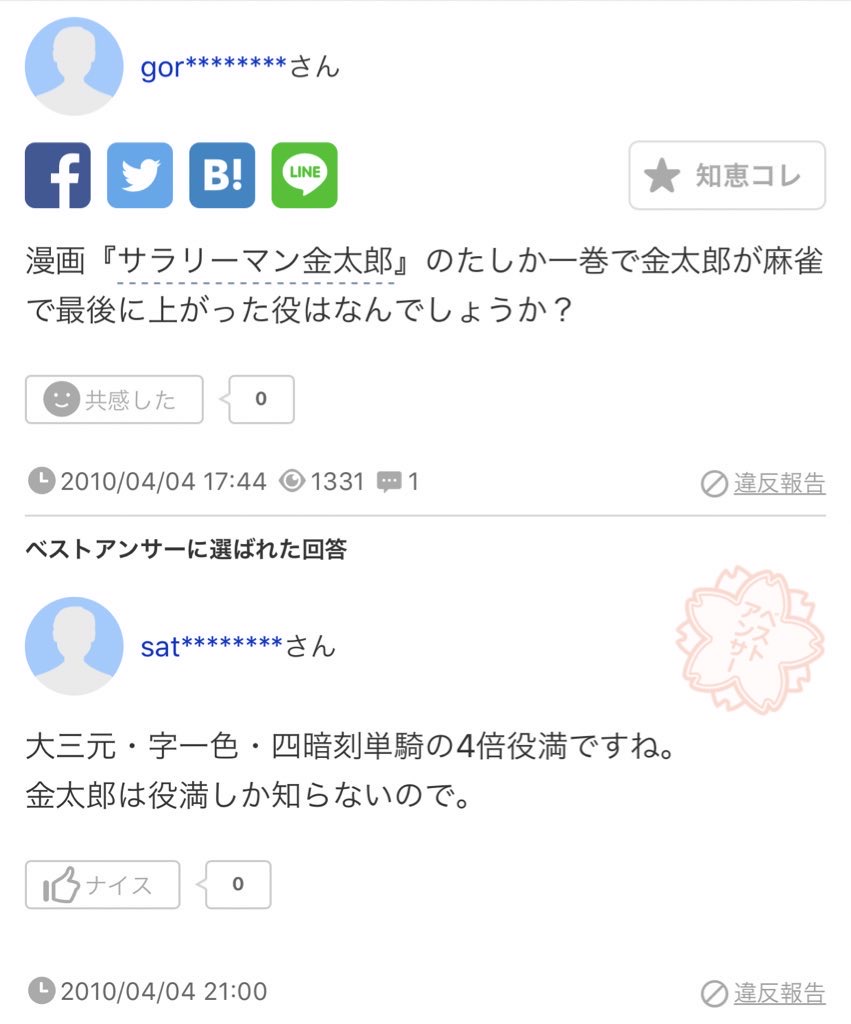 gor********さん
B!
LINE
知恵コレ
漫画『サラリーマン金太郎』のたしか一巻で金太郎が麻雀
で最後に上がった役はなんでしょうか？
共感した
0
2010/04/04 17:44
1331
1
違反報告
ベストアンサーに選ばれた回答
sat********さん
ベスト
アンサー
大三元・字一色・四暗刻単騎の4倍役満ですね。
金太郎は役満しか知らないので。
ナイス
0
2010/04/04 21:00
違反報告